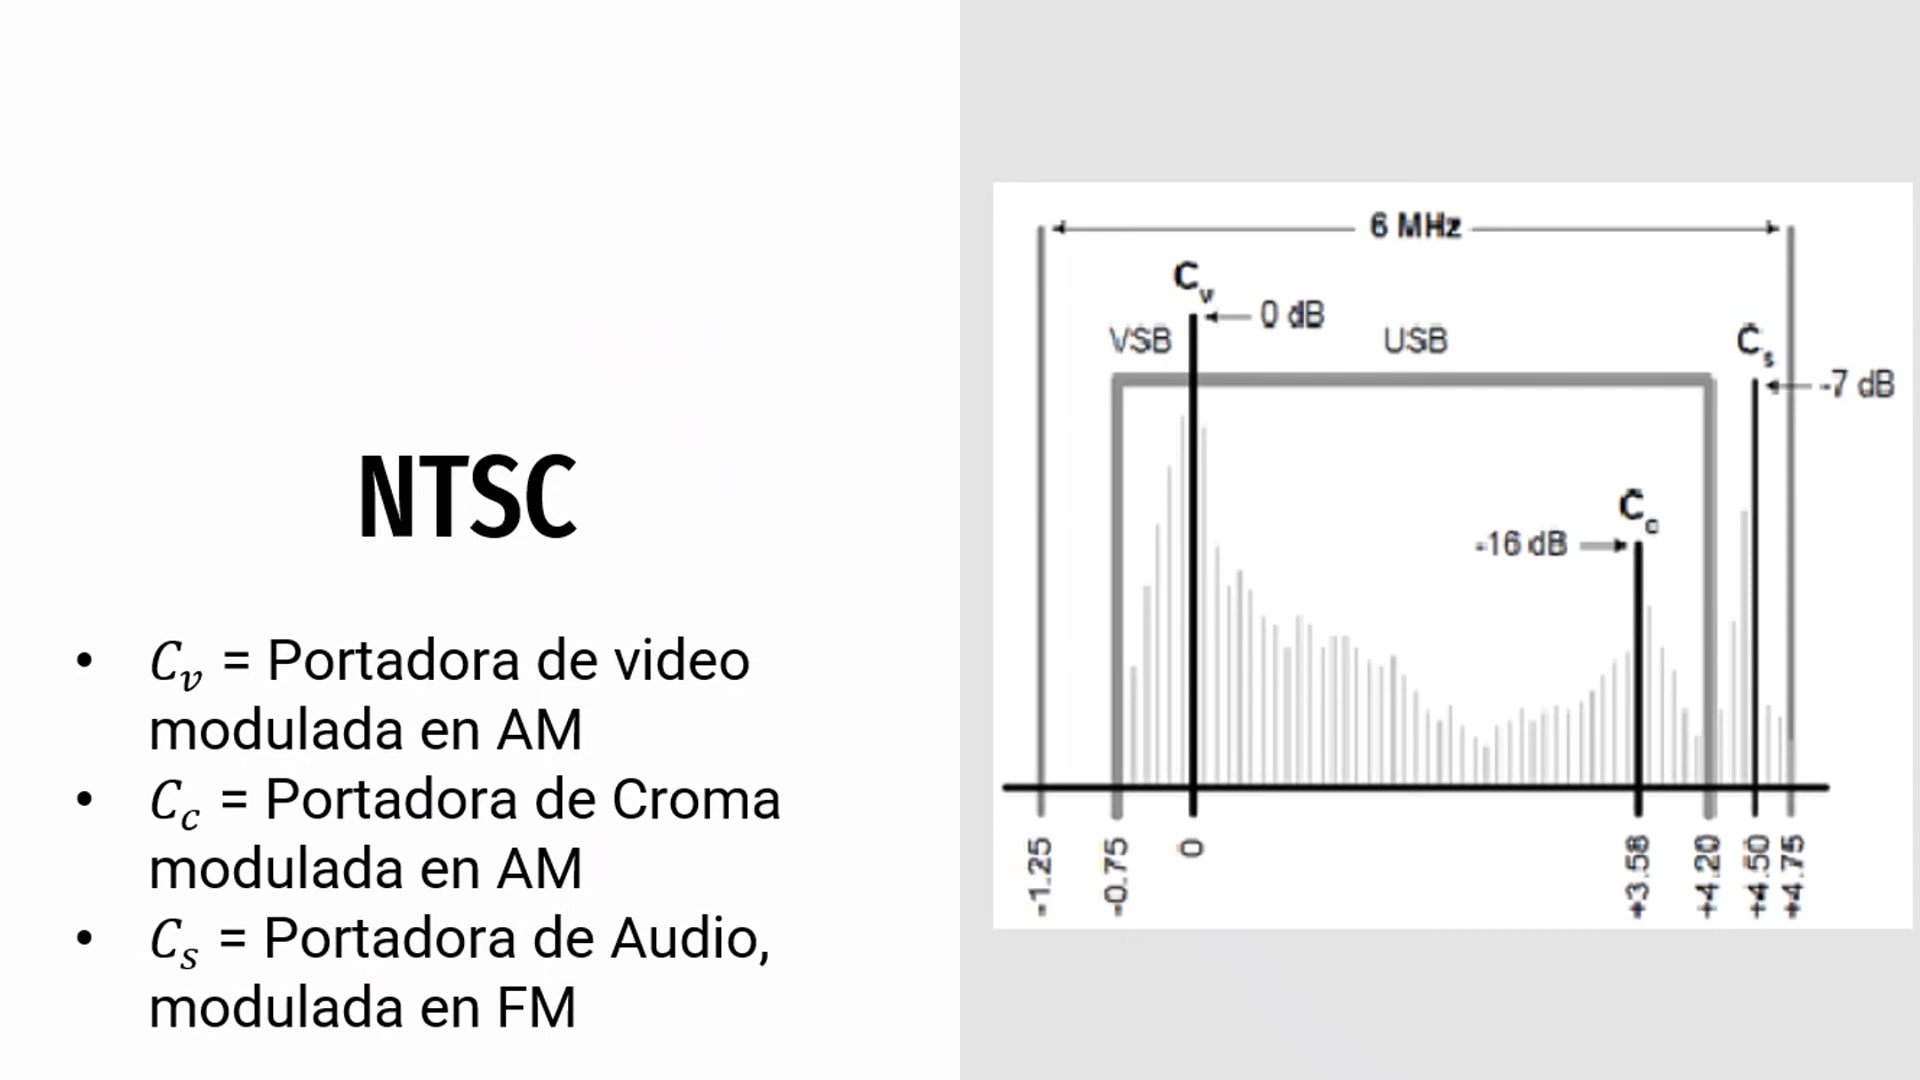 NTSC
• Cv = Portadora de video
modulada en AM
• Cc = Portadora de Croma
modulada en AM
• Cs = Portadora de Audio,
modulada en FM
6 MHz
Cv
0 dB
VSB
USB
Cs
-7 dB
Cc
-16 dB
-1.25
-0.75
0
+3.58
+4.20
+4.50
+4.75